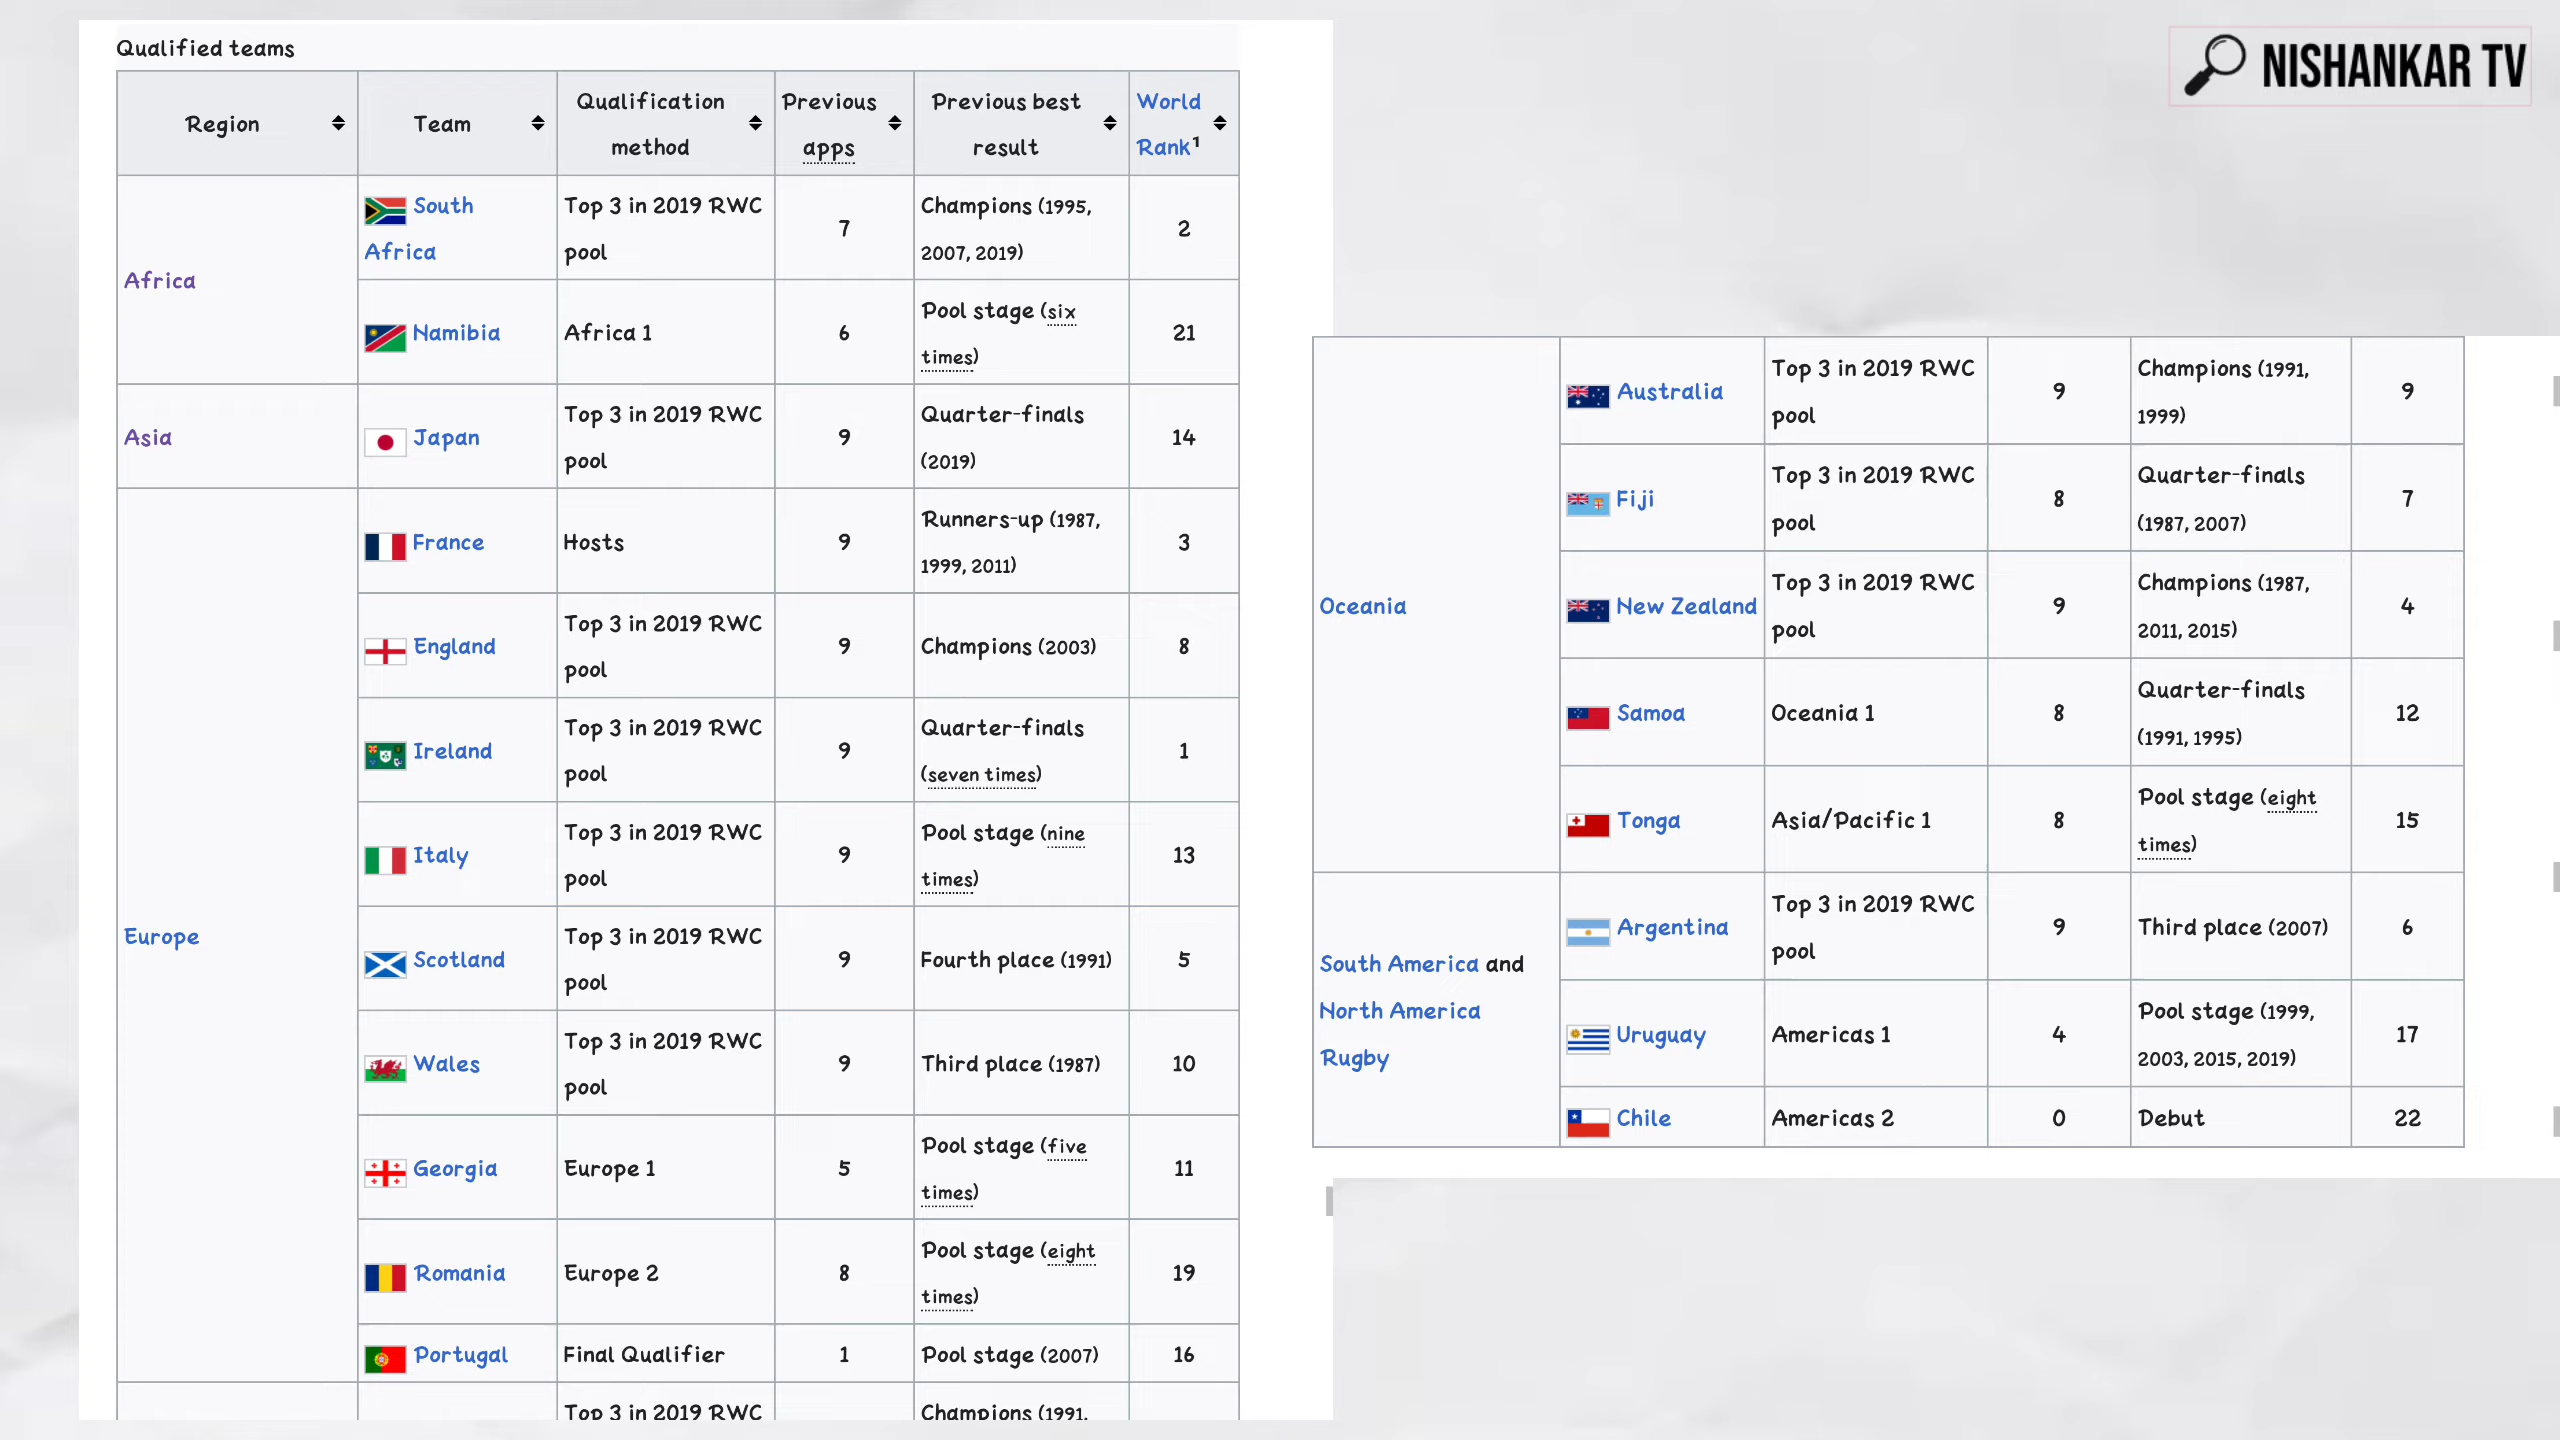 NISHANKAR TV
Qualified teams
Region Team Qualification method Previous apps Previous best result World Rank¹
Africa
South Africa Top 3 in 2019 RWC pool 7 Champions (1995, 2007, 2019) 2
Namibia Africa 1 6 Pool stage (six times) 21
Asia
Japan Top 3 in 2019 RWC pool 9 Quarter-finals (2019) 14
Europe
France Hosts 9 Runners-up (1987, 1999, 2011) 3
England Top 3 in 2019 RWC pool 9 Champions (2003) 8
Ireland Top 3 in 2019 RWC pool 9 Quarter-finals (seven times) 1
Italy Top 3 in 2019 RWC pool 9 Pool stage (nine times) 13
Scotland Top 3 in 2019 RWC pool 9 Fourth place (1991) 5
Wales Top 3 in 2019 RWC pool 9 Third place (1987) 10
Georgia Europe 1 5 Pool stage (five times) 11
Romania Europe 2 8 Pool stage (eight times) 19
Portugal Final Qualifier 1 Pool stage (2007) 16
Top 3 in 2019 RWC Champions (1991,
Oceania
Australia Top 3 in 2019 RWC pool 9 Champions (1991, 1999) 9
Fiji Top 3 in 2019 RWC pool 8 Quarter-finals (1987, 2007) 7
New Zealand Top 3 in 2019 RWC pool 9 Champions (1987, 2011, 2015) 4
Samoa Oceania 1 8 Quarter-finals (1991, 1995) 12
Tonga Asia/Pacific 1 8 Pool stage (eight times) 15
South America and North America Rugby
Argentina Top 3 in 2019 RWC pool 9 Third place (2007) 6
Uruguay Americas 1 4 Pool stage (1999, 2003, 2015, 2019) 17
Chile Americas 2 0 Debut 22